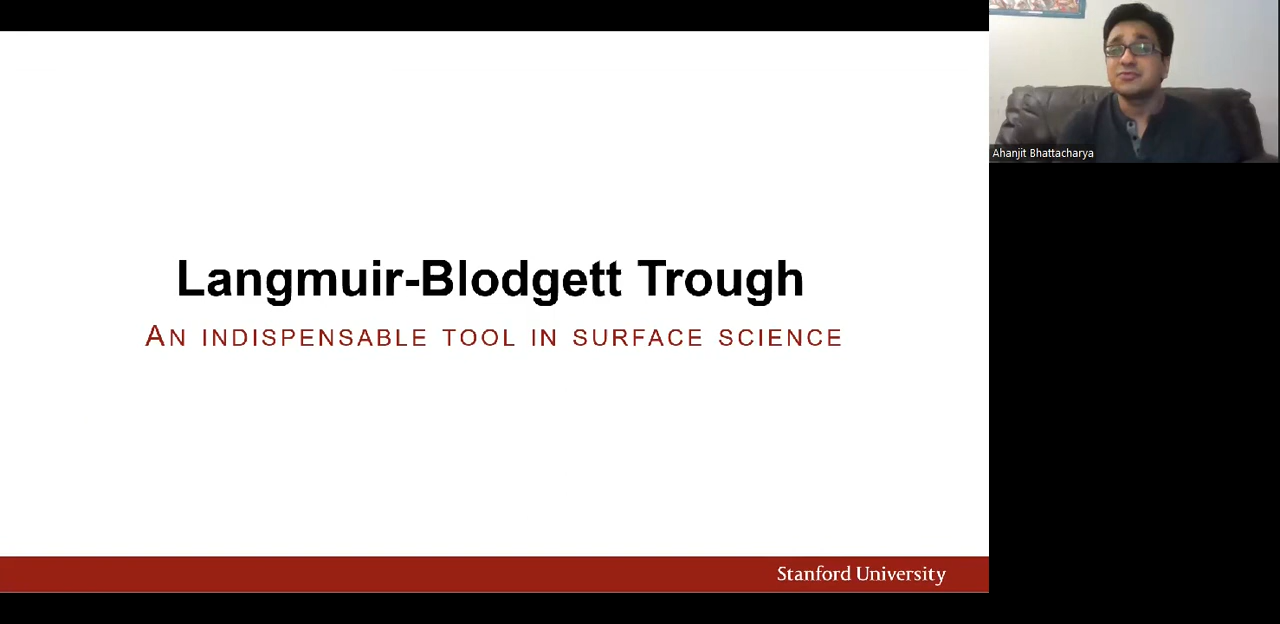 Langmuir-Blodgett Trough
An indispensable tool in surface science
Stanford University
Ahanjit Bhattacharya